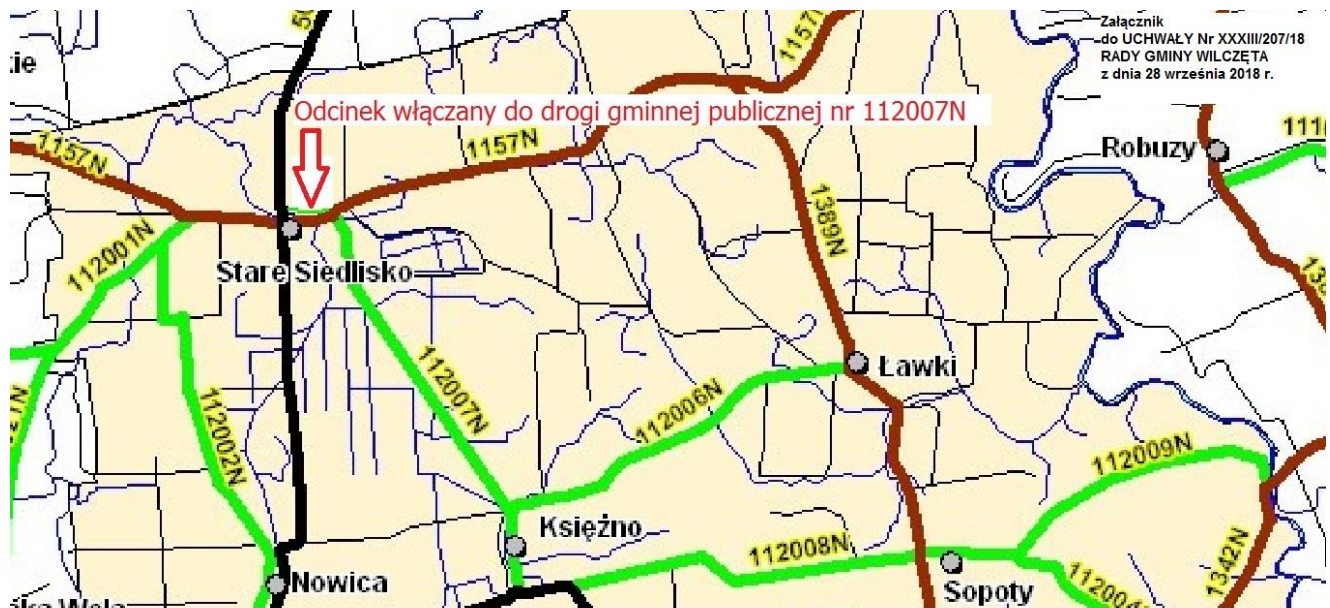 Załącznik
do UCHWAŁY Nr XXXIII/207/18
RADY GMINY WILCZĘTA
z dnia 28 września 2018 r.
Odcinek włączany do drogi gminnej publicznej nr 112007N
1157N
1157N
1389N
Robuzy
112001N
Stare Siedlisko
112007N
112006N
Ławki
112002N
112009N
Księżno
112008N
1342N
Nowica
Sopoty